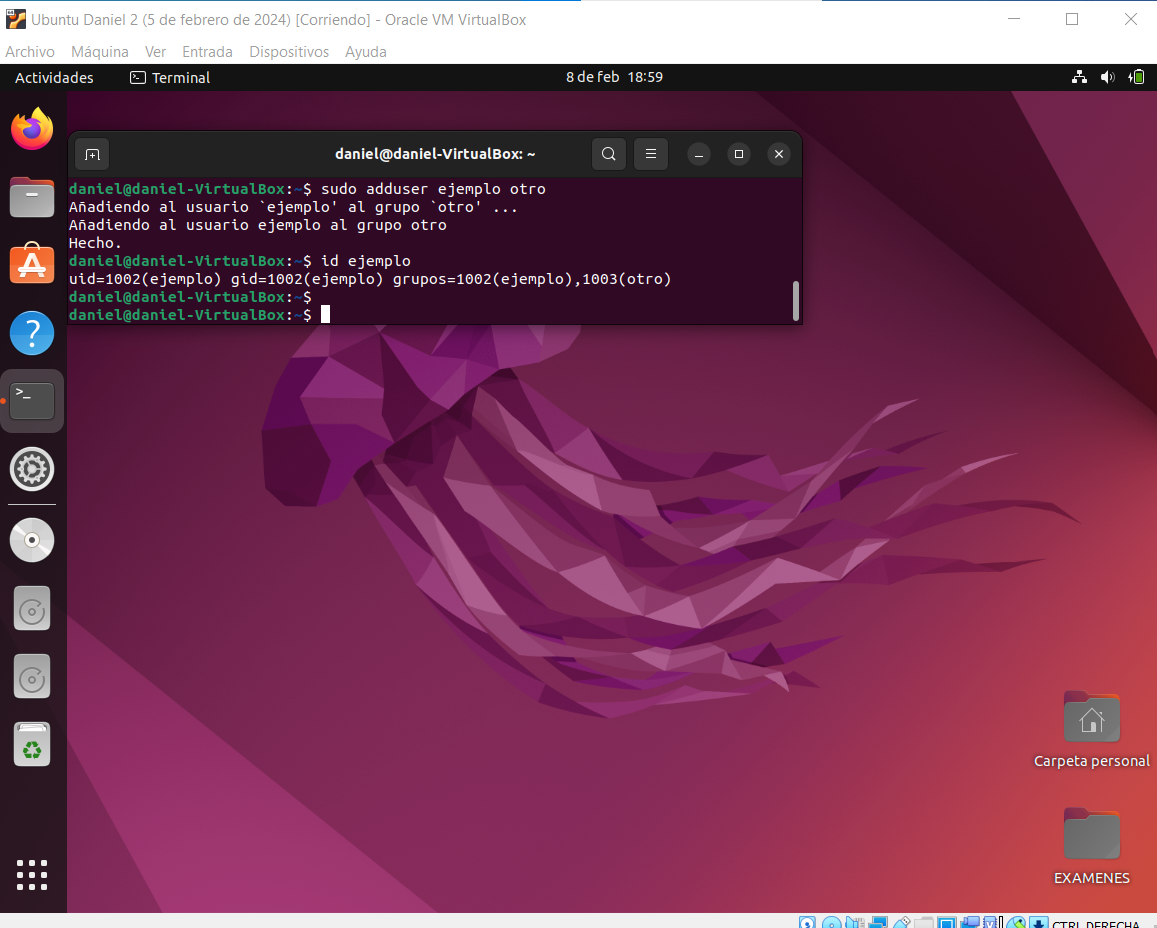 Ubuntu Daniel 2 (5 de febrero de 2024) [Corriendo] - Oracle VM VirtualBox
Archivo Máquina Ver Entrada Dispositivos Ayuda
Actividades Terminal 8 de feb 18:59
daniel@daniel-VirtualBox: ~
daniel@daniel-VirtualBox:~$ sudo adduser ejemplo otro
Añadiendo al usuario `ejemplo' al grupo `otro' ...
Añadiendo al usuario ejemplo al grupo otro
Hecho.
daniel@daniel-VirtualBox:~$ id ejemplo
uid=1002(ejemplo) gid=1002(ejemplo) grupos=1002(ejemplo),1003(otro)
daniel@daniel-VirtualBox:~$
daniel@daniel-VirtualBox:~$
Carpeta personal
EXAMENES
CTRL DERECHA